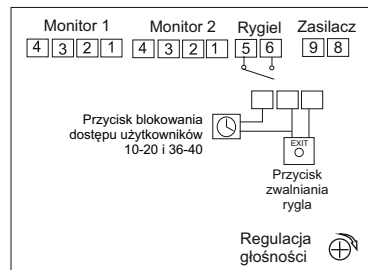 Monitor 1 Monitor 2 Rygiel Zasilacz
4 3 2 1 4 3 2 1 5 6 9 8
Przycisk blokowania
dostępu użytkowników
10-20 i 36-40
EXIT
Przycisk
zwalniania
rygla
Regulacja
głośności